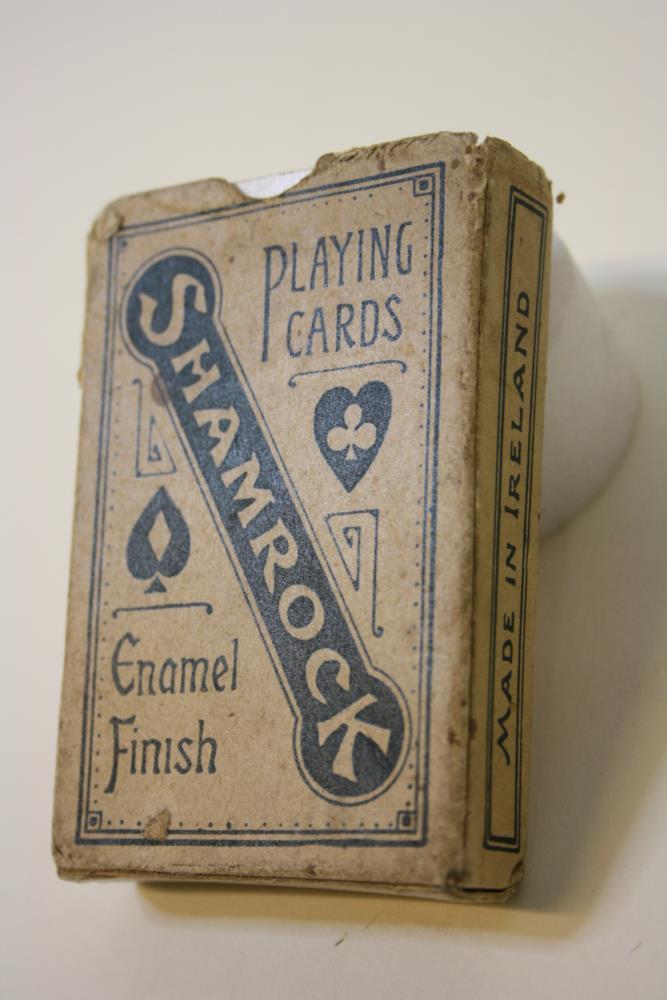 PLAYING
CARDS
SHAMROCK
Enamel
Finish
MADE IN IRELAND